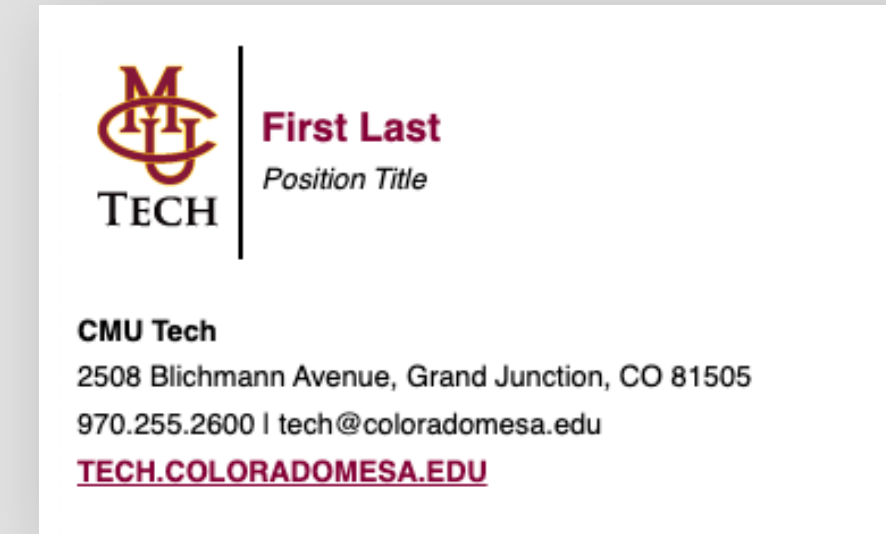 CMU
TECH
First Last
Position Title
CMU Tech
2508 Blichmann Avenue, Grand Junction, CO 81505
970.255.2600 | tech@coloradomesa.edu
TECH.COLORADOMESA.EDU